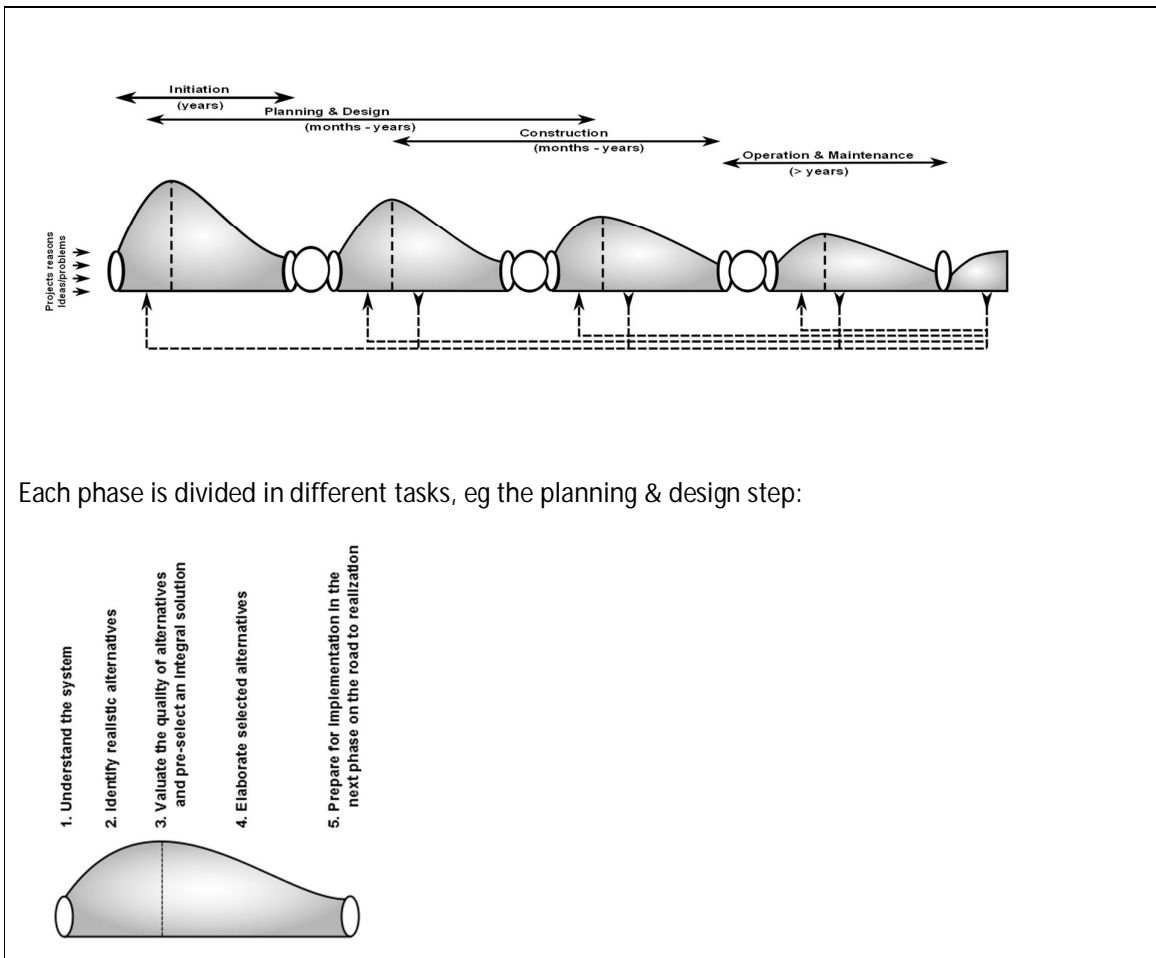 Initiation
(years)
Planning & Design
(months - years)
Construction
(months - years)
Operation & Maintenance
(> years)
Projects reasons
Ideas/problems
Each phase is divided in different tasks, eg the planning & design step:
1. Understand the system
2. Identify realistic alternatives
3. Valuate the quality of alternatives
and pre-select an Integral solution
4. Elaborate selected alternatives
5. Prepare for implementation in the
next phase on the road to realization